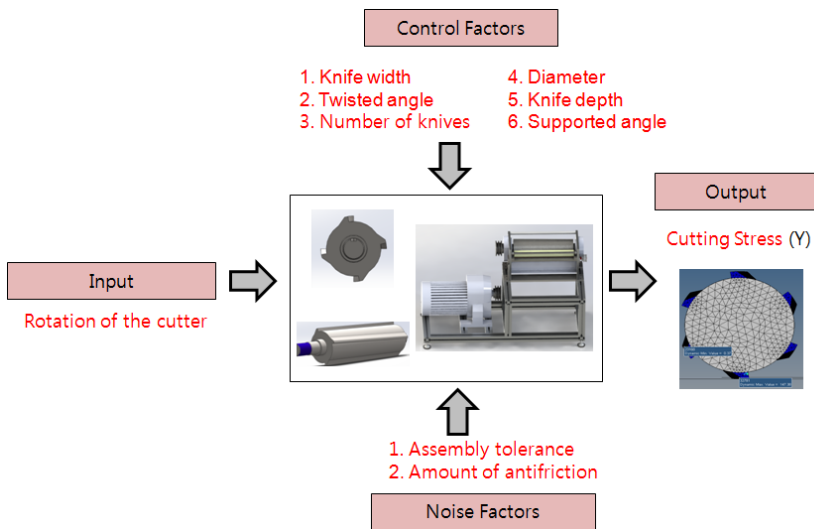 Control Factors
1. Knife width
2. Twisted angle
3. Number of knives
4. Diameter
5. Knife depth
6. Supported angle
Output
Cutting Stress (Y)
Input
Rotation of the cutter
1. Assembly tolerance
2. Amount of antifriction
Noise Factors